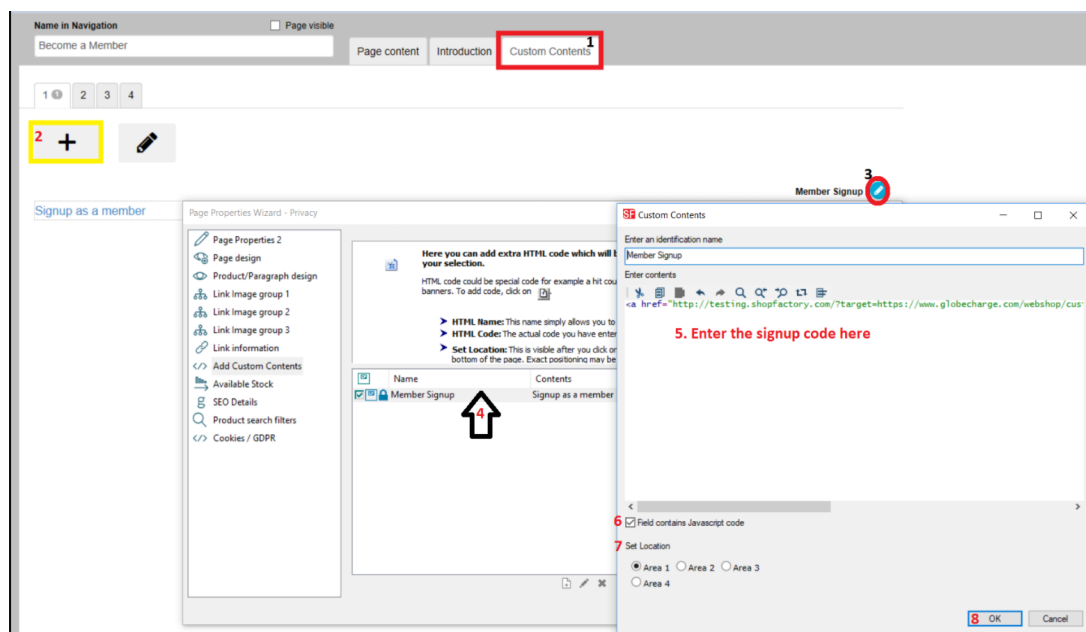 Name in Navigation
Page visible
Become a Member
Page content
Introduction
Custom Contents
1
1
2
3
4
2
+
3
Member Signup
Signup as a member
Page Properties Wizard - Privacy
Page Properties 2
Page design
Product/Paragraph design
Link Image group 1
Link Image group 2
Link Image group 3
Link information
Add Custom Contents
Available Stock
SEO Details
Product search filters
Cookies / GDPR
Here you can add extra HTML code which will
your selection.
HTML code could be special code for example a hit cou
banners. To add code, click on
HTML Name: This name simply allows you to
HTML Code: The actual code you have enter
Set Location: This is visible after you click or
bottom of the page. Exact positioning may be
Name
Contents
Member Signup
Signup as a member
4
SF Custom Contents
Enter an identification name
Member Signup
Enter contents
<a href="http://testing.shopfactory.com/?target=https://www.globecharge.com/webshop/cus
5. Enter the signup code here
6 Field contains Javascript code
7 Set Location
Area 1
Area 2
Area 3
Area 4
8 OK
Cancel